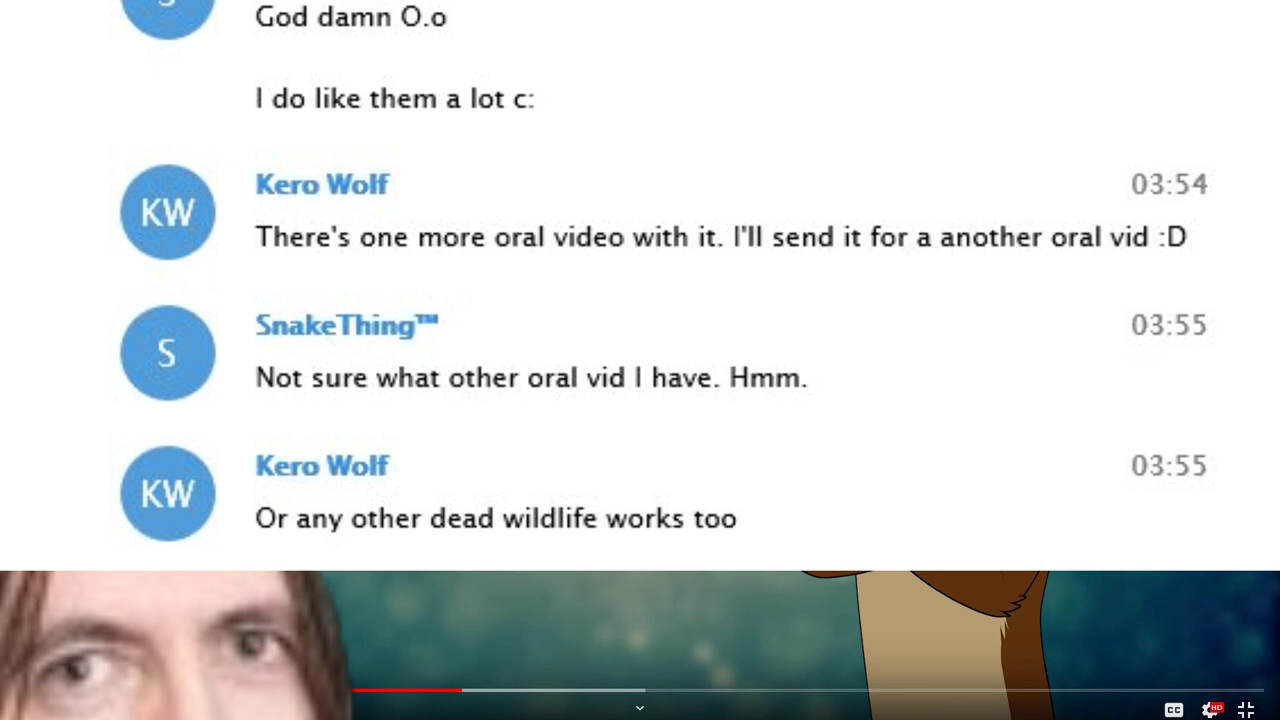 God damn O.o
I do like them a lot c:
KW
Kero Wolf
03:54
There's one more oral video with it. I'll send it for a another oral vid :D
S
SnakeThing™
03:55
Not sure what other oral vid I have. Hmm.
KW
Kero Wolf
03:55
Or any other dead wildlife works too
CC
HD